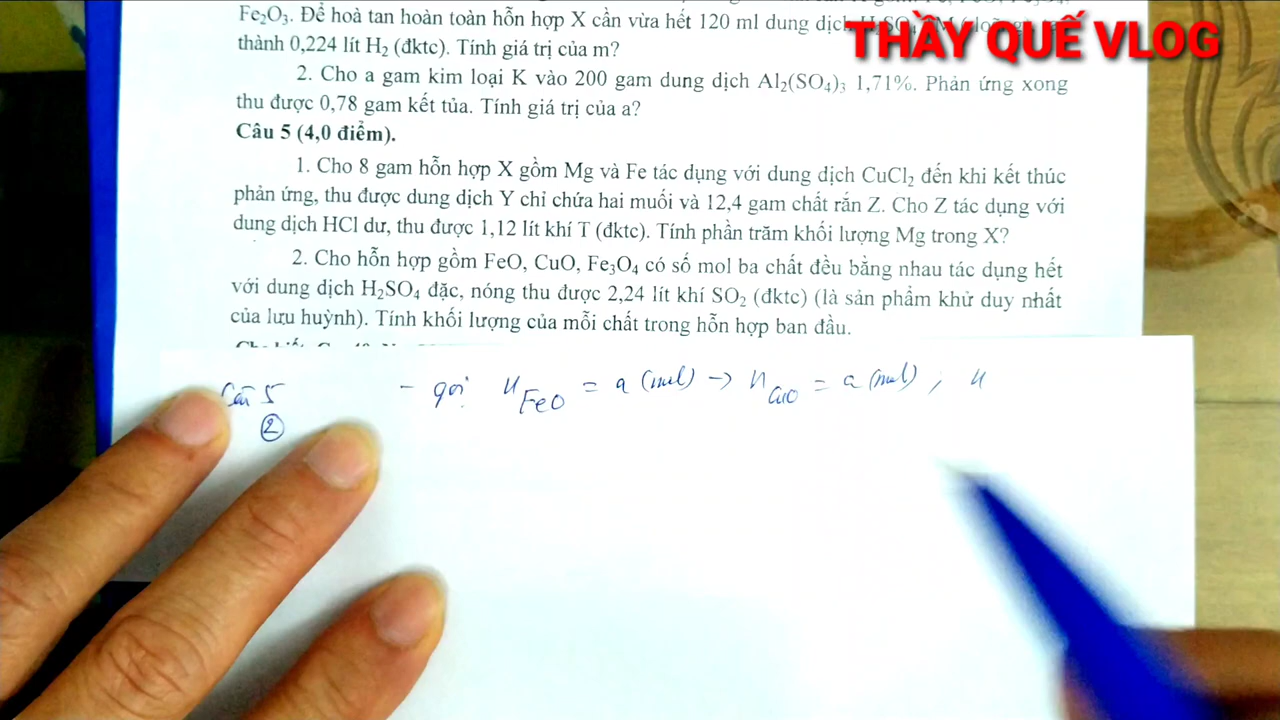 Fe₂O₃. Để hoà tan hoàn toàn hỗn hợp X cần vừa hết 120 ml dung dịch
THẦY QUẾ VLOG
thành 0,224 lít H₂ (đktc). Tính giá trị của m?
2. Cho a gam kim loại K vào 200 gam dung dịch Al₂(SO₄)₃ 1,71%. Phản ứng xong
thu được 0,78 gam kết tủa. Tính giá trị của a?
Câu 5 (4,0 điểm).
1. Cho 8 gam hỗn hợp X gồm Mg và Fe tác dụng với dung dịch CuCl₂ đến khi kết thúc
phản ứng, thu được dung dịch Y chỉ chứa hai muối và 12,4 gam chất rắn Z. Cho Z tác dụng với
dung dịch HCl dư, thu được 1,12 lít khí T (đktc). Tính phần trăm khối lượng Mg trong X?
2. Cho hỗn hợp gồm FeO, CuO, Fe₃O₄ có số mol ba chất đều bằng nhau tác dụng hết
với dung dịch H₂SO₄ đặc, nóng thu được 2,24 lít khí SO₂ (đktc) (là sản phẩm khử duy nhất
của lưu huỳnh). Tính khối lượng của mỗi chất trong hỗn hợp ban đầu.
Câu 5 – gọi n FeO = a (mol) → n CuO = a (mol), n
②